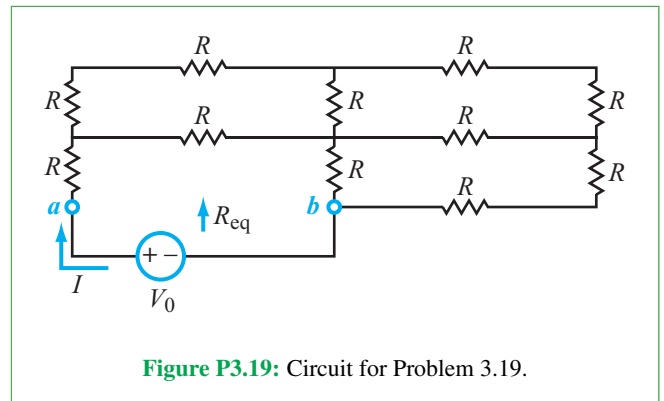 R R
R R R
R R
R R R
R
a R_eq b
+ −
I
V_0
Figure P3.19: Circuit for Problem 3.19.